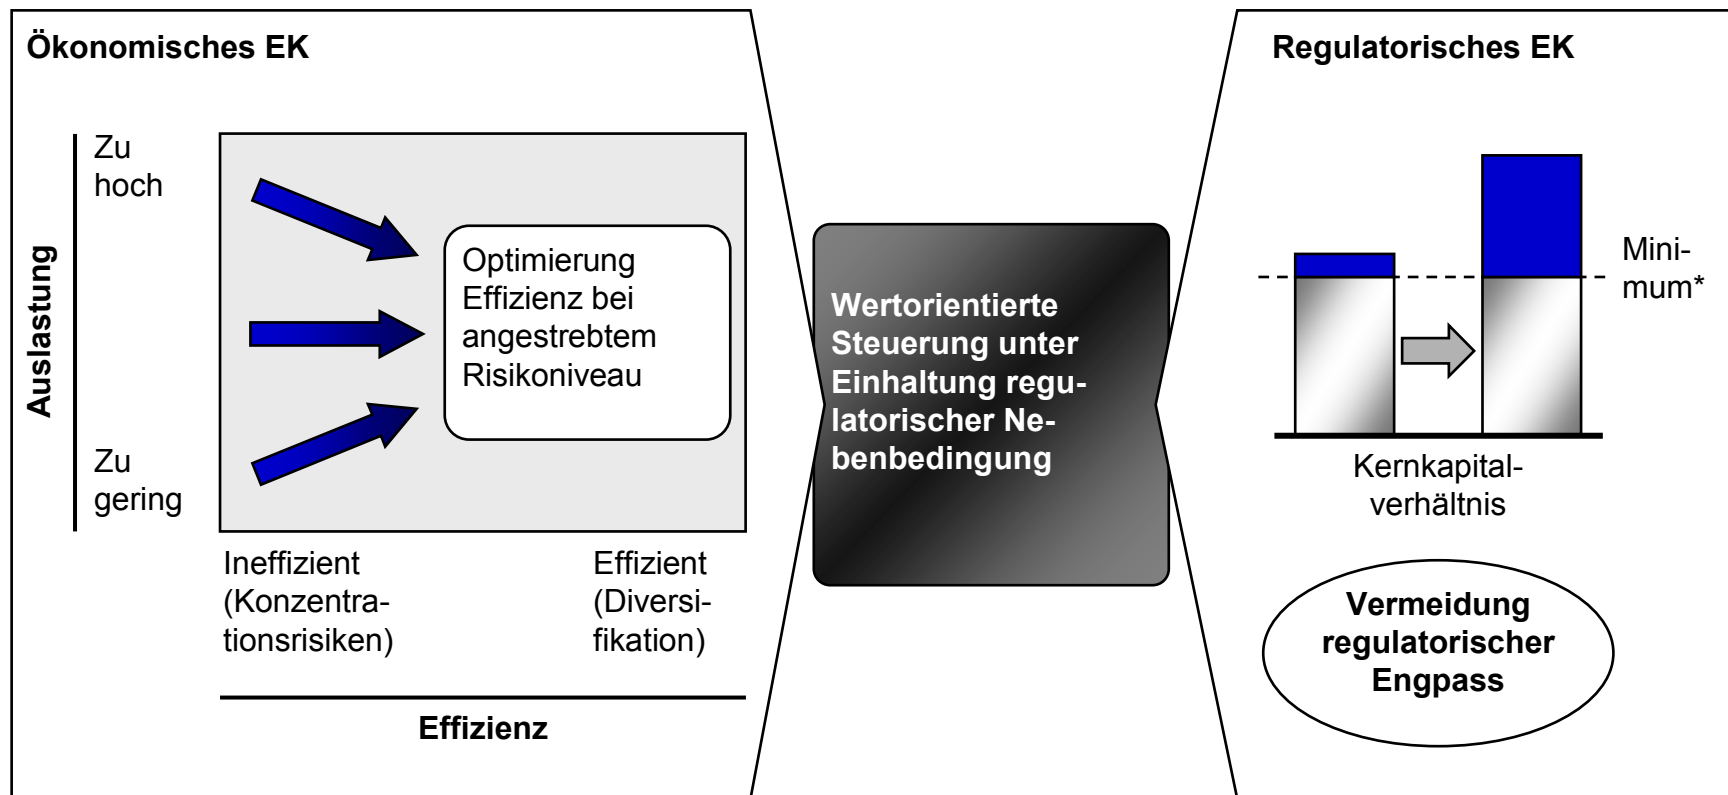 Ökonomisches EK
Auslastung
Zu
hoch
Zu
gering
Optimierung
Effizienz bei
angestrebtem
Risikoniveau
Ineffizient
(Konzentra-
tionsrisiken)
Effizient
(Diversi-
fikation)
Effizienz
Wertorientierte
Steuerung unter
Einhaltung regu-
latorischer Ne-
benbedingung
Regulatorisches EK
Mini-
mum*
Kernkapital-
verhältnis
Vermeidung
regulatorischer
Engpass